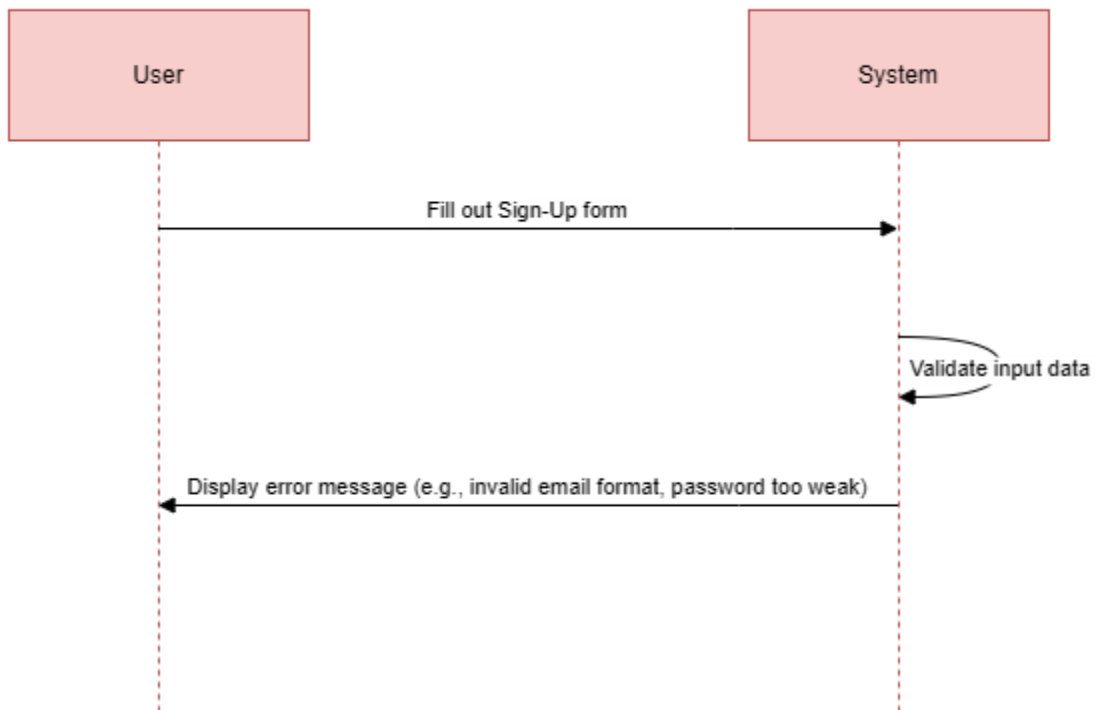 User
System
Fill out Sign-Up form
Validate input data
Display error message (e.g., invalid email format, password too weak)